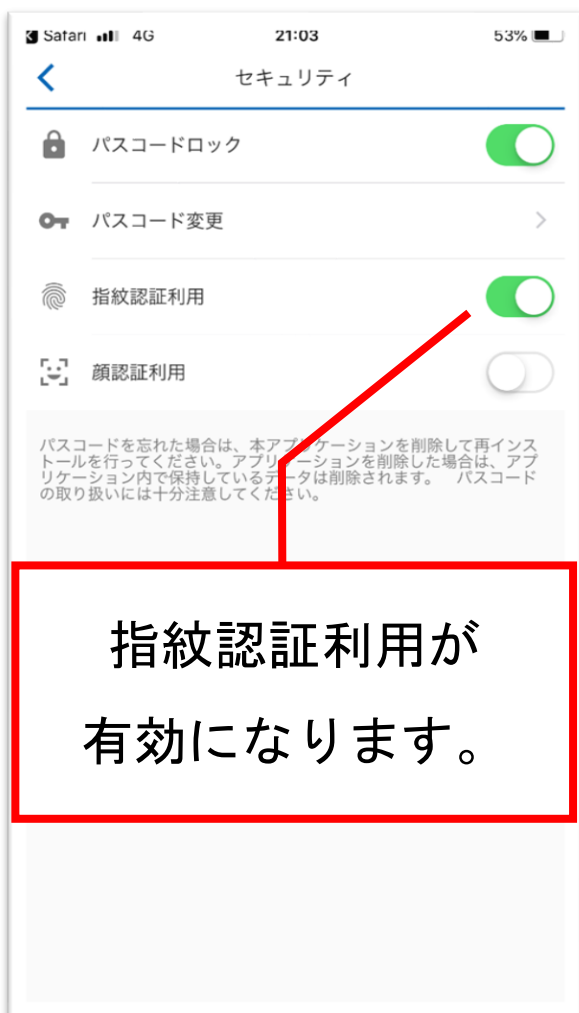 Safari 4G 21:03 53%
セキュリティ
パスコードロック
パスコード変更
指紋認証利用
顔認証利用
パスコードを忘れた場合は、本アプリケーションを削除して再インス
トールを行ってください。アプリケーションを削除した場合は、アプ
リケーション内で保持しているデータは削除されます。　パスコード
の取り扱いには十分注意してください。
指紋認証利用が
有効になります。